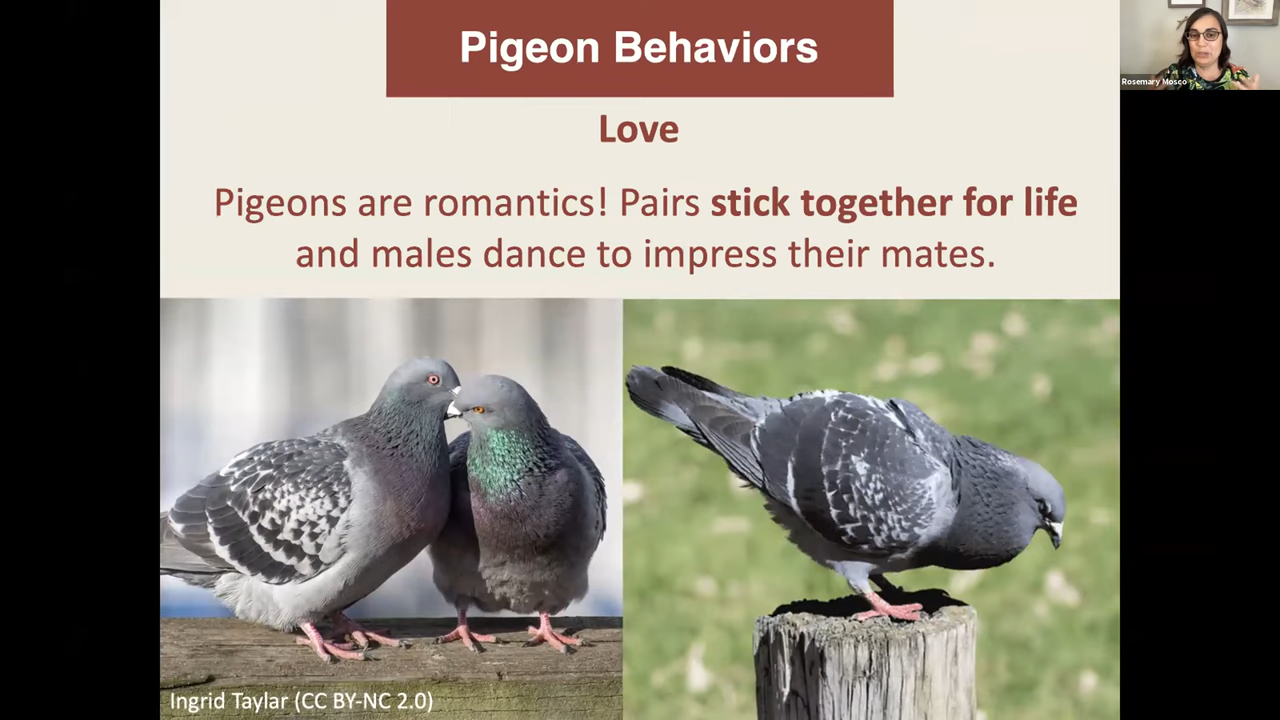 Pigeon Behaviors
Rosemary Mosco
Love
Pigeons are romantics! Pairs stick together for life
and males dance to impress their mates.
Ingrid Taylar (CC BY-NC 2.0)